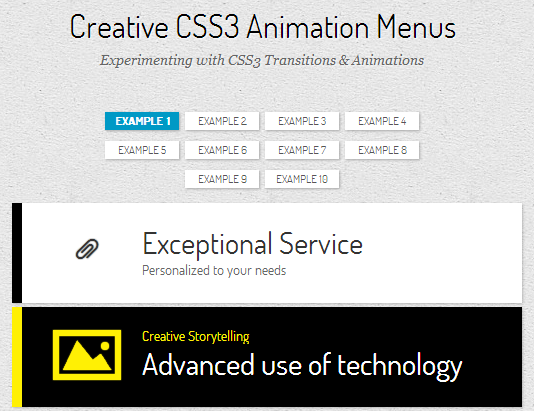 Creative CSS3 Animation Menus
Experimenting with CSS3 Transitions & Animations
EXAMPLE 1 EXAMPLE 2 EXAMPLE 3 EXAMPLE 4
EXAMPLE 5 EXAMPLE 6 EXAMPLE 7 EXAMPLE 8
EXAMPLE 9 EXAMPLE 10
Exceptional Service
Personalized to your needs
Creative Storytelling
Advanced use of technology